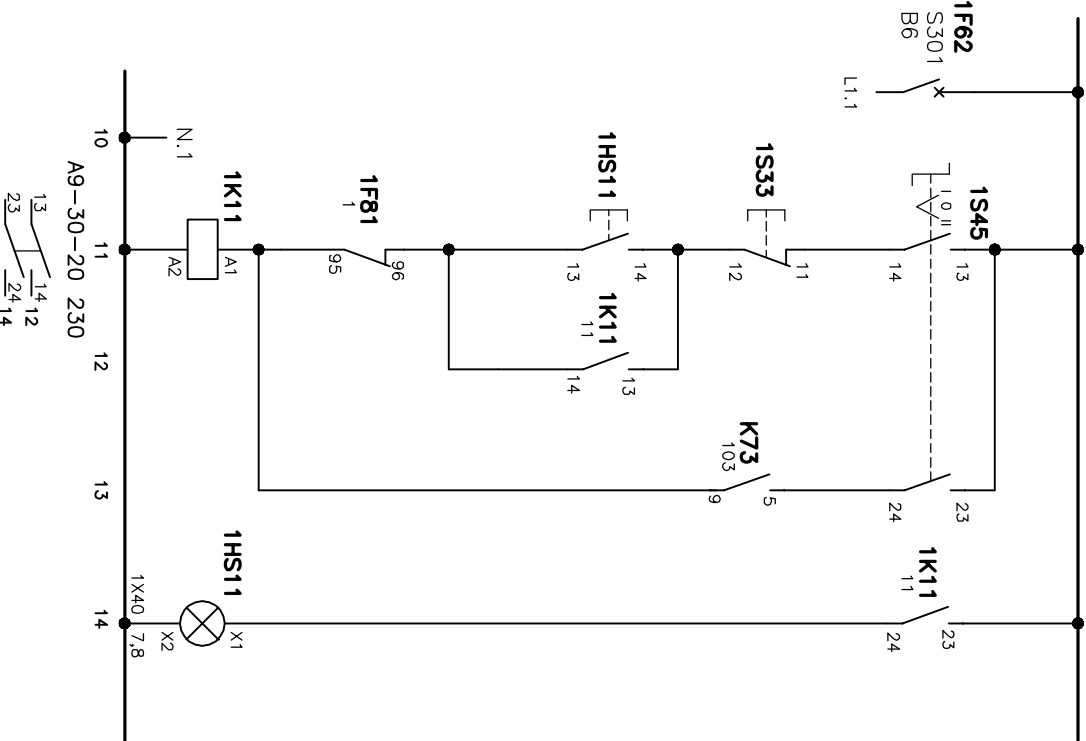 1F62
S301
B6
L1.1
1S45
I 0 II
13
14
23
24
1K11
11
23
24
1S33
11
12
K73
103
5
9
1HS11
14
13
1K11
11
13
14
1F81
1
96
95
1K11
A1
A2
1HS11
X1
X2
N.1
1X40
7,8
10
11
12
13
14
A9-30-20 230
13
14
12
23
24
14